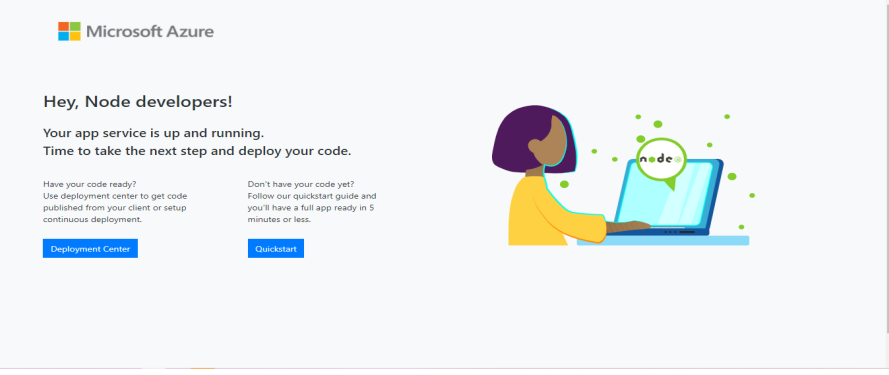 Microsoft Azure
Hey, Node developers!
Your app service is up and running.
Time to take the next step and deploy your code.
Have your code ready?
Use deployment center to get code
published from your client or setup
continuous deployment.
Deployment Center
Don't have your code yet?
Follow our quickstart guide and
you'll have a full app ready in 5
minutes or less.
Quickstart
node